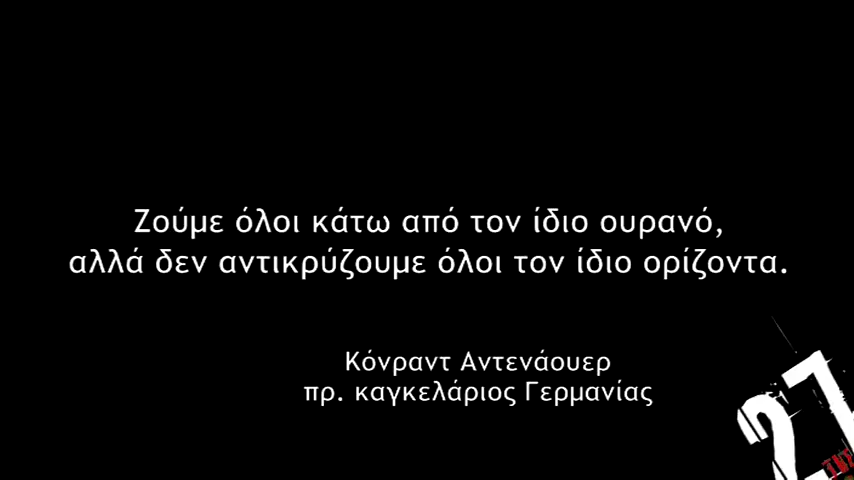 Ζούμε όλοι κάτω από τον ίδιο ουρανό,
αλλά δεν αντικρύζουμε όλοι τον ίδιο ορίζοντα.
Κόνραντ Αντενάουερ
πρ. καγκελάριος Γερμανίας
27